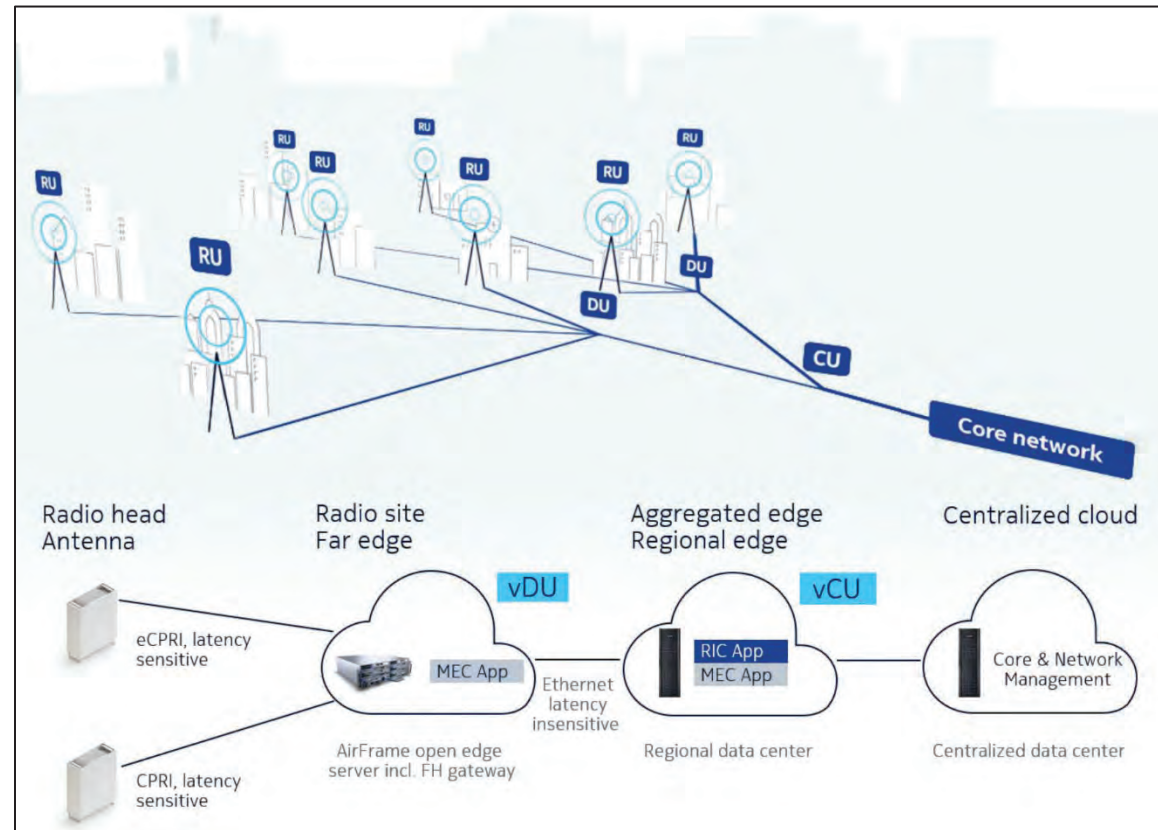 RU
RU
RU
RU
RU
RU
RU
RU
DU
DU
CU
Core network
Radio head
Antenna
Radio site
Far edge
Aggregated edge
Regional edge
Centralized cloud
vDU
vCU
eCPRI, latency
sensitive
MEC App
Ethernet
latency
insensitive
RIC App
MEC App
Core & Network
Management
AirFrame open edge
server incl. FH gateway
Regional data center
Centralized data center
CPRI, latency
sensitive